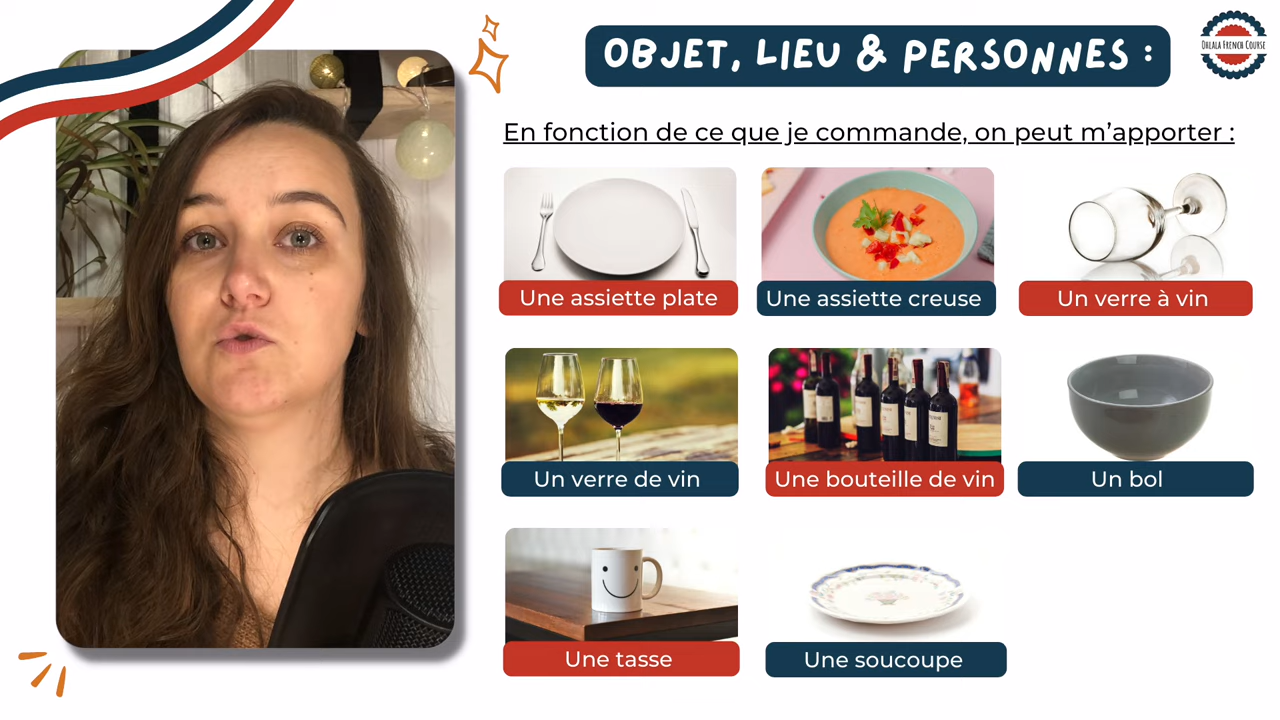 OBJET, LIEU & PERSONNES :
OHLALA FRENCH COURSE
En fonction de ce que je commande, on peut m’apporter :
Une assiette plate
Une assiette creuse
Un verre à vin
Un verre de vin
Une bouteille de vin
Un bol
Une tasse
Une soucoupe